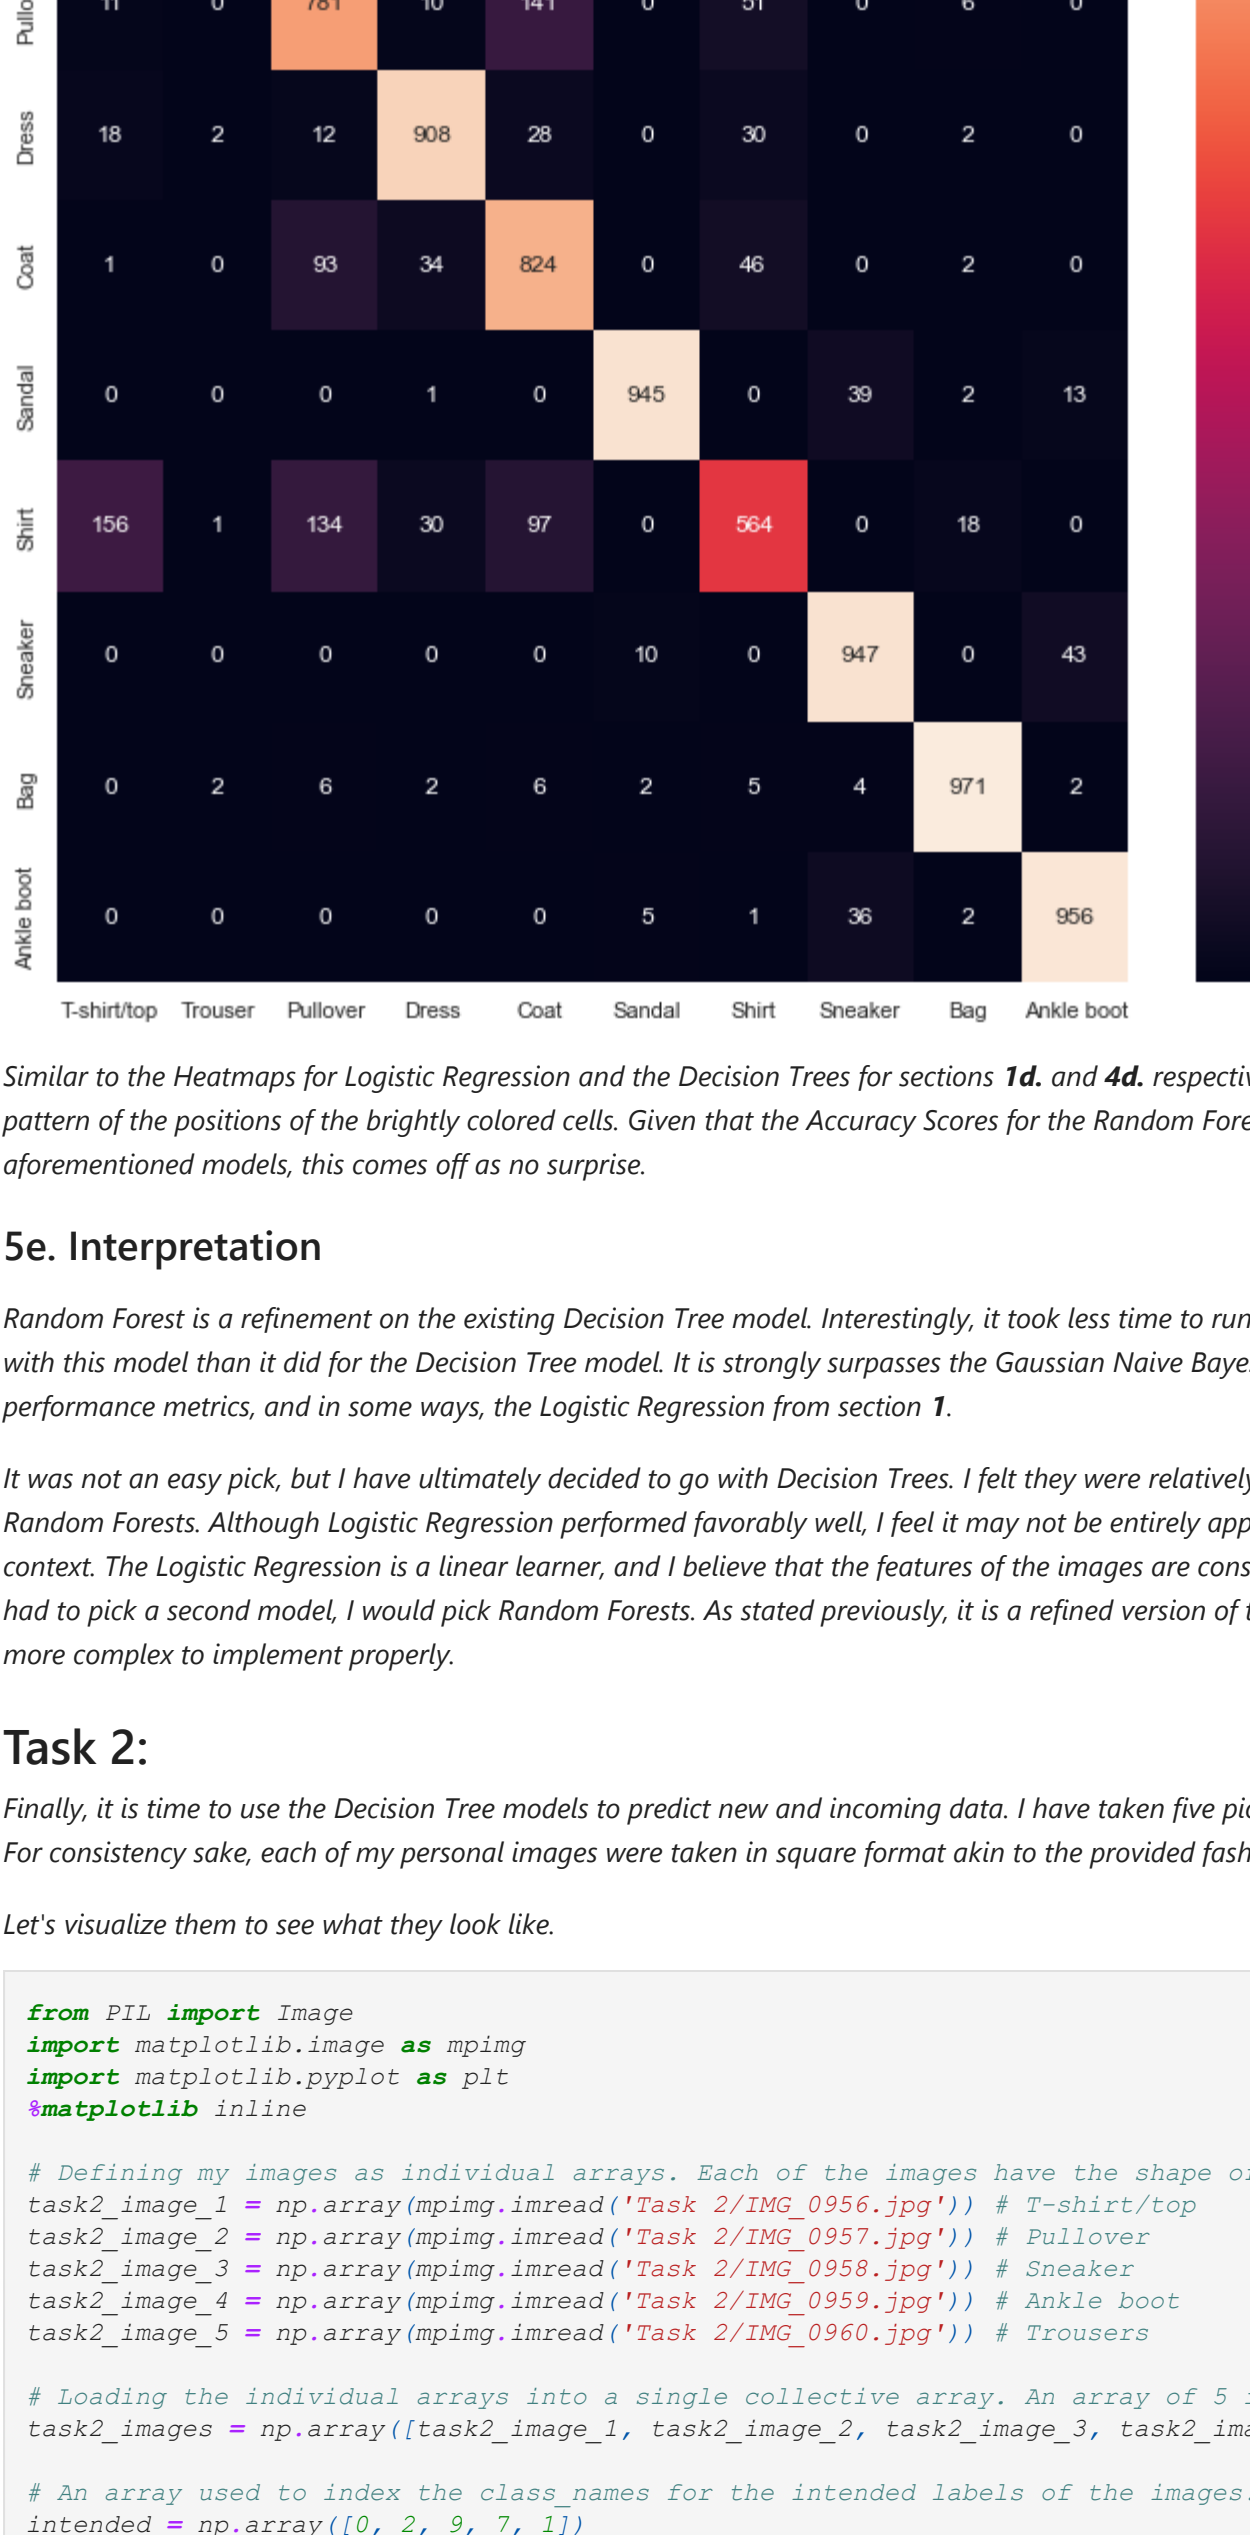 11 0 781 10 141 0 51 0 6 0
Dress 18 2 12 908 28 0 30 0 2 0
Coat 1 0 93 34 824 0 46 0 2 0
Sandal 0 0 0 1 0 945 0 39 2 13
Shirt 156 1 134 30 97 0 564 0 18 0
Sneaker 0 0 0 0 0 10 0 947 0 43
Bag 0 2 6 2 6 2 5 4 971 2
Ankle boot 0 0 0 0 0 5 1 36 2 956
T-shirt/top Trouser Pullover Dress Coat Sandal Shirt Sneaker Bag Ankle boot
Similar to the Heatmaps for Logistic Regression and the Decision Trees for sections 1d. and 4d.
pattern of the positions of the brightly colored cells. Given that the Accuracy Scores for the Random
aforementioned models, this comes off as no surprise.
5e. Interpretation
Random Forest is a refinement on the existing Decision Tree model. Interestingly, it took less time to run
with this model than it did for the Decision Tree model. It is strongly surpasses the Gaussian Naive
performance metrics, and in some ways, the Logistic Regression from section 1.
It was not an easy pick, but I have ultimately decided to go with Decision Trees. I felt they were relatively
Random Forests. Although Logistic Regression performed favorably well, I feel it may not be entirely
context. The Logistic Regression is a linear learner, and I believe that the features of the images are
had to pick a second model, I would pick Random Forests. As stated previously, it is a refined version of
more complex to implement properly.
Task 2:
Finally, it is time to use the Decision Tree models to predict new and incoming data. I have taken five
For consistency sake, each of my personal images were taken in square format akin to the provided
Let's visualize them to see what they look like.
from PIL import Image
import matplotlib.image as mpimg
import matplotlib.pyplot as plt
%matplotlib inline
# Defining my images as individual arrays. Each of the images have the shape of
task2_image_1 = np.array(mpimg.imread('Task 2/IMG_0956.jpg')) # T-shirt/top
task2_image_2 = np.array(mpimg.imread('Task 2/IMG_0957.jpg')) # Pullover
task2_image_3 = np.array(mpimg.imread('Task 2/IMG_0958.jpg')) # Sneaker
task2_image_4 = np.array(mpimg.imread('Task 2/IMG_0959.jpg')) # Ankle boot
task2_image_5 = np.array(mpimg.imread('Task 2/IMG_0960.jpg')) # Trousers
# Loading the individual arrays into a single collective array. An array of 5
task2_images = np.array([task2_image_1, task2_image_2, task2_image_3,
# An array used to index the class_names for the intended labels of the images.
intended = np.array([0, 2, 9, 7, 1])